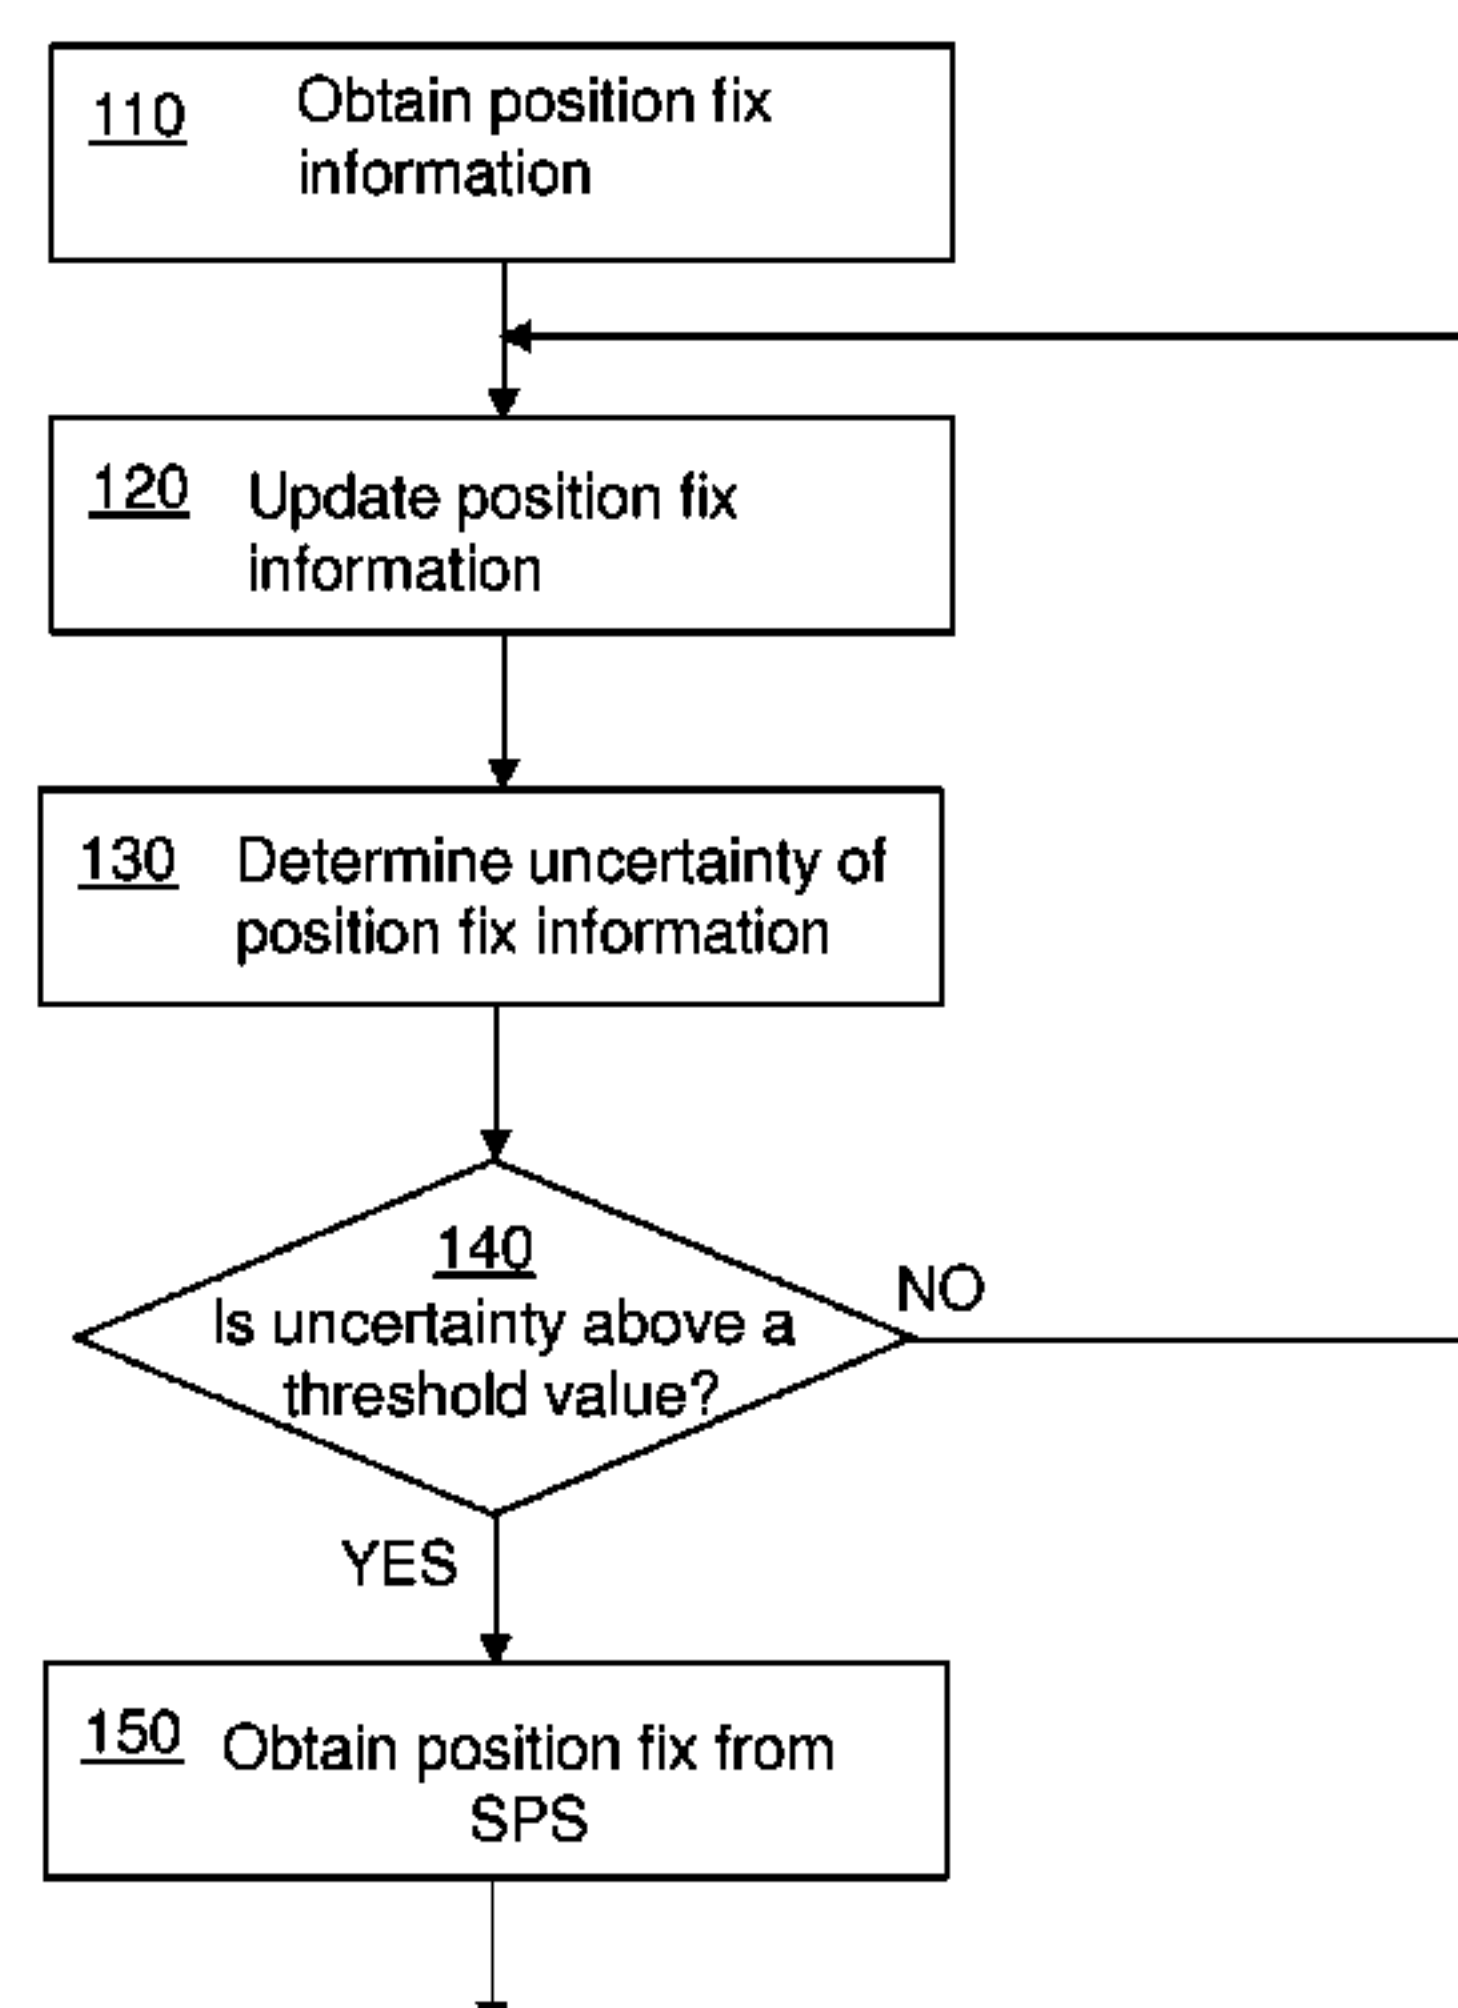 110 Obtain position fix
information
120 Update position fix
information
130 Determine uncertainty of
position fix information
140
Is uncertainty above a
threshold value?
NO
YES
150 Obtain position fix from
SPS